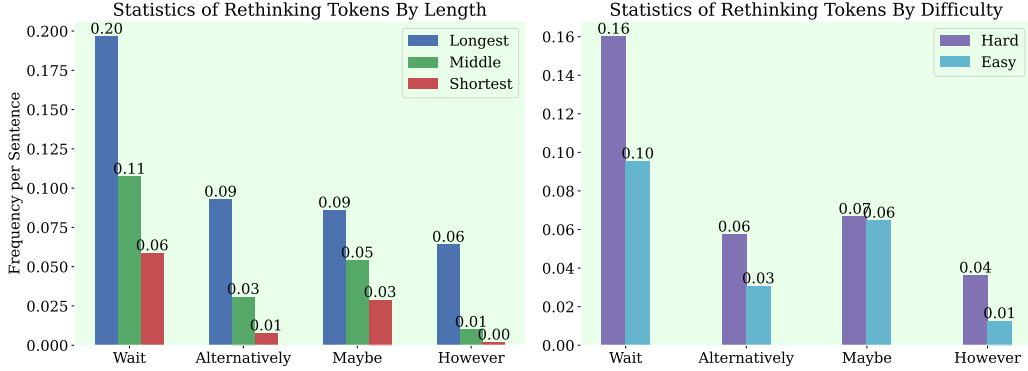 Statistics of Rethinking Tokens By Length
Frequency per Sentence
0.200
0.175
0.150
0.125
0.100
0.075
0.050
0.025
0.000
0.20
0.11
0.06
0.09
0.03
0.01
0.09
0.05
0.03
0.06
0.01
0.00
Longest
Middle
Shortest
Wait
Alternatively
Maybe
However
Statistics of Rethinking Tokens By Difficulty
0.16
0.14
0.12
0.10
0.08
0.06
0.04
0.02
0.00
0.16
0.10
0.06
0.03
0.07
0.06
0.04
0.01
Hard
Easy
Wait
Alternatively
Maybe
However